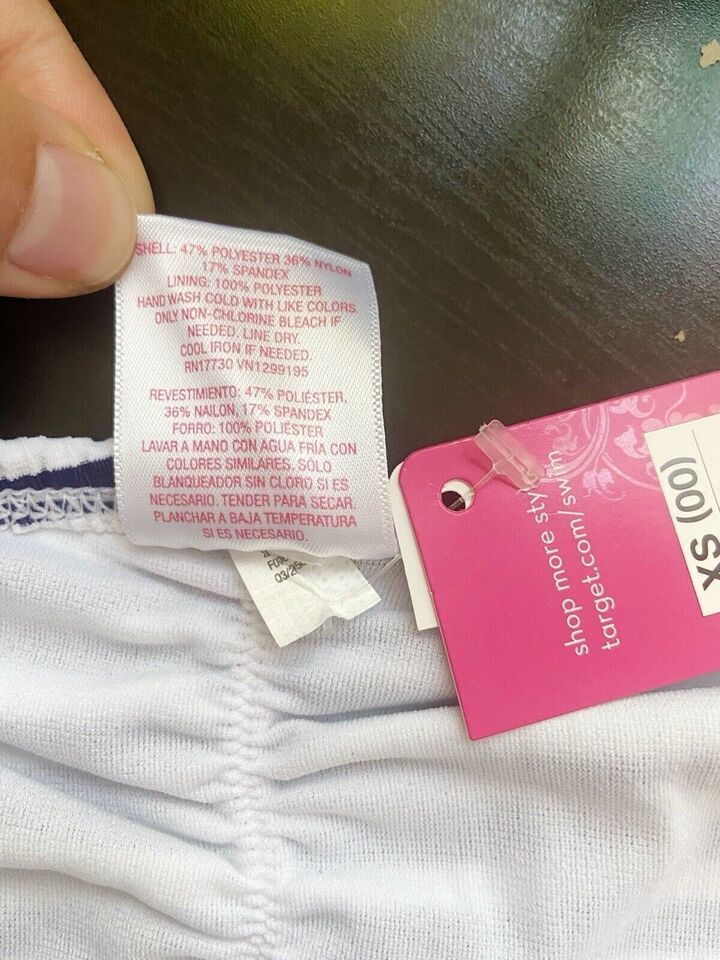 SHELL: 47% POLYESTER 36% NYLON
17% SPANDEX
LINING: 100% POLYESTER
HAND WASH COLD WITH LIKE COLORS
ONLY NON-CHLORINE BLEACH IF
NEEDED. LINE DRY.
COOL IRON IF NEEDED.
RN17730 VN1299195
REVESTIMIENTO: 47% POLIÉSTER,
36% NAILON, 17% SPANDEX
FORRO: 100% POLIÉSTER
LAVAR A MANO CON AGUA FRÍA CON
COLORES SIMILARES. SÓLO
BLANQUEADOR SIN CLORO SI ES
NECESARIO. TENDER PARA SECAR.
PLANCHAR A BAJA TEMPERATURA
SI ES NECESARIO.
shop more
target.com/swim
XS (00)